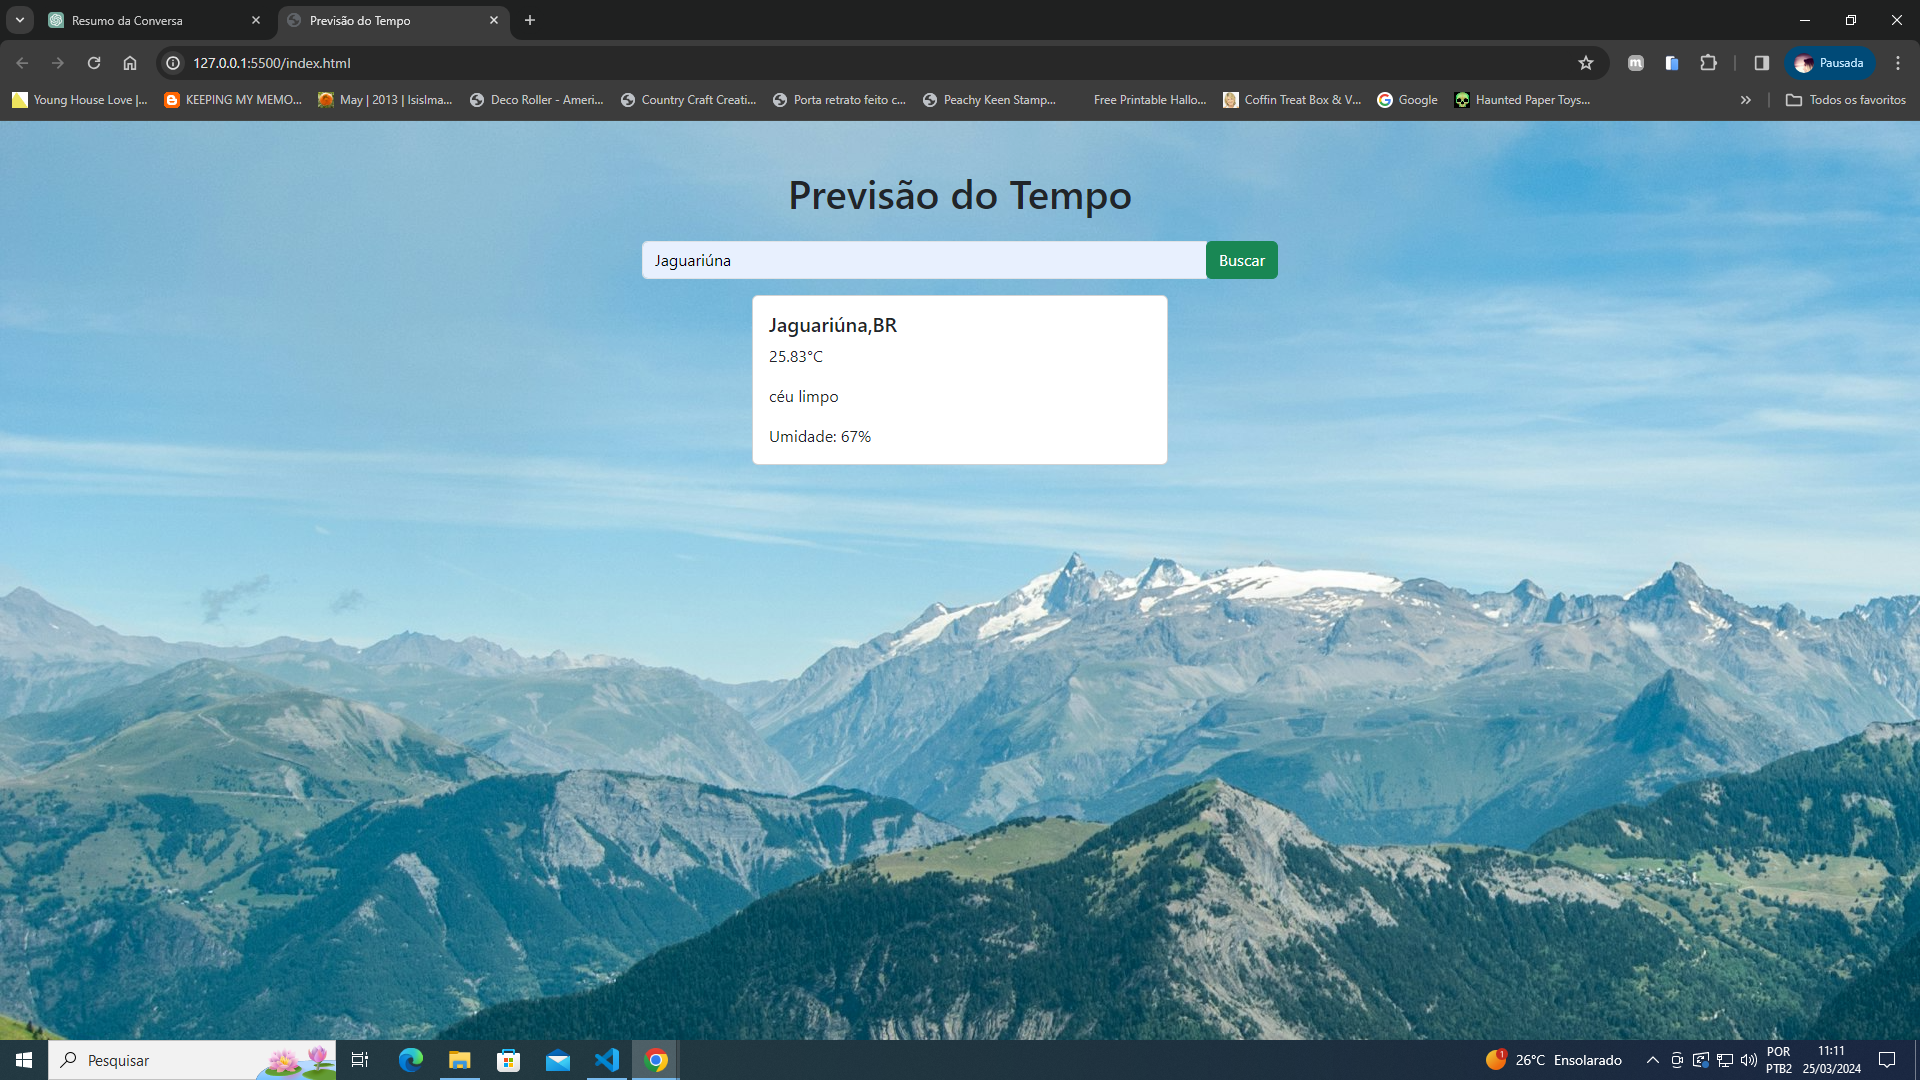 Resumo da Conversa
Previsão do Tempo
127.0.0.1:5500/index.html
Pausada
Young House Love |...
KEEPING MY MEMO...
May | 2013 | Isislma...
Deco Roller - Ameri...
Country Craft Creati...
Porta retrato feito c...
Peachy Keen Stamp...
Free Printable Hallo...
Coffin Treat Box & V...
Google
Haunted Paper Toys...
Todos os favoritos
Previsão do Tempo
Jaguariúna
Buscar
Jaguariúna,BR
25.83°C
céu limpo
Umidade: 67%
Pesquisar
1
26°C Ensolarado
POR
PTB2
11:11
25/03/2024